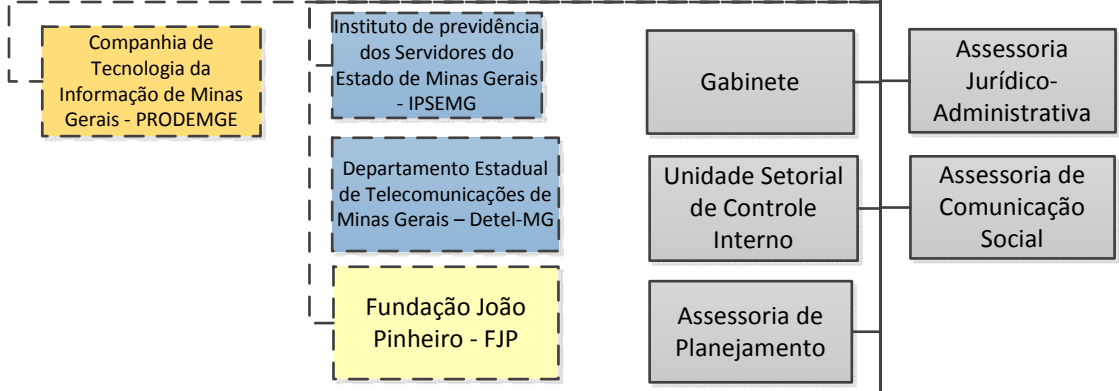 Companhia de
Tecnologia da
Informação de Minas
Gerais - PRODEMGE
Instituto de previdência
dos Servidores do
Estado de Minas Gerais
- IPSEMG
Departamento Estadual
de Telecomunicações de
Minas Gerais – Detel-MG
Fundação João
Pinheiro - FJP
Gabinete
Assessoria
Jurídico-
Administrativa
Unidade Setorial
de Controle
Interno
Assessoria de
Comunicação
Social
Assessoria de
Planejamento